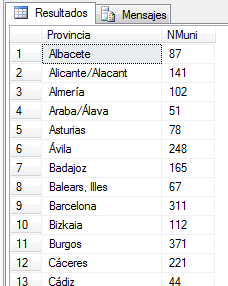 Resultados Mensajes
Provincia NMuni
1 Albacete 87
2 Alicante/Alacant 141
3 Almería 102
4 Araba/Álava 51
5 Asturias 78
6 Ávila 248
7 Badajoz 165
8 Balears, Illes 67
9 Barcelona 311
10 Bizkaia 112
11 Burgos 371
12 Cáceres 221
13 Cádiz 44